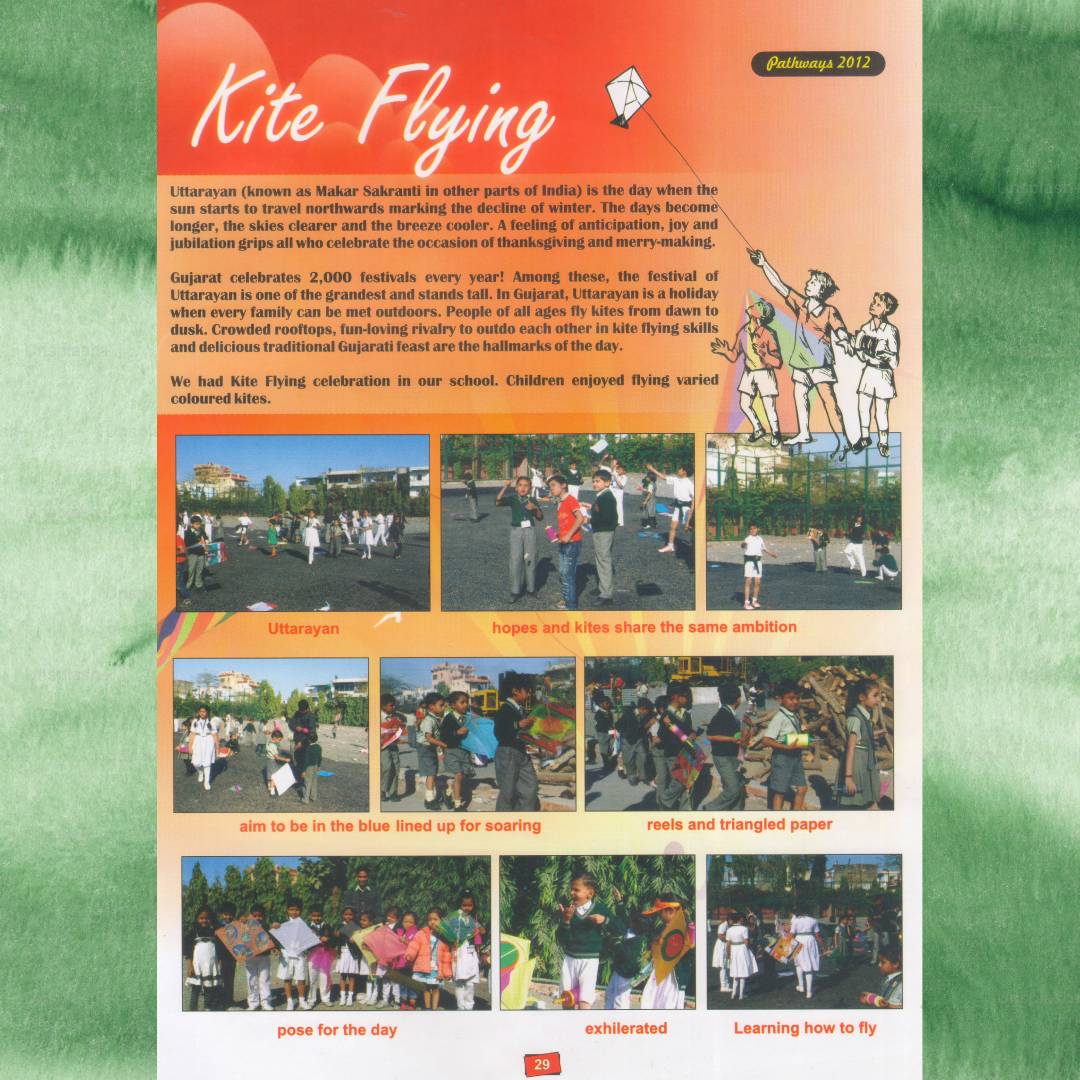 Pathways 2012
Kite Flying
Uttarayan (known as Makar Sakranti in other parts of India) is the day when the
sun starts to travel northwards marking the decline of winter. The days become
longer, the skies clearer and the breeze cooler. A feeling of anticipation, joy and
jubilation grips all who celebrate the occasion of thanksgiving and merry-making.
Gujarat celebrates 2,000 festivals every year! Among these, the festival of
Uttarayan is one of the grandest and stands tall. In Gujarat, Uttarayan is a holiday
when every family can be met outdoors. People of all ages fly kites from dawn to
dusk. Crowded rooftops, fun-loving rivalry to outdo each other in kite flying skills
and delicious traditional Gujarati feast are the hallmarks of the day.
We had Kite Flying celebration in our school. Children enjoyed flying varied
coloured kites.
Uttarayan
hopes and kites share the same ambition
aim to be in the blue lined up for soaring
reels and triangled paper
pose for the day
exhilerated
Learning how to fly
29